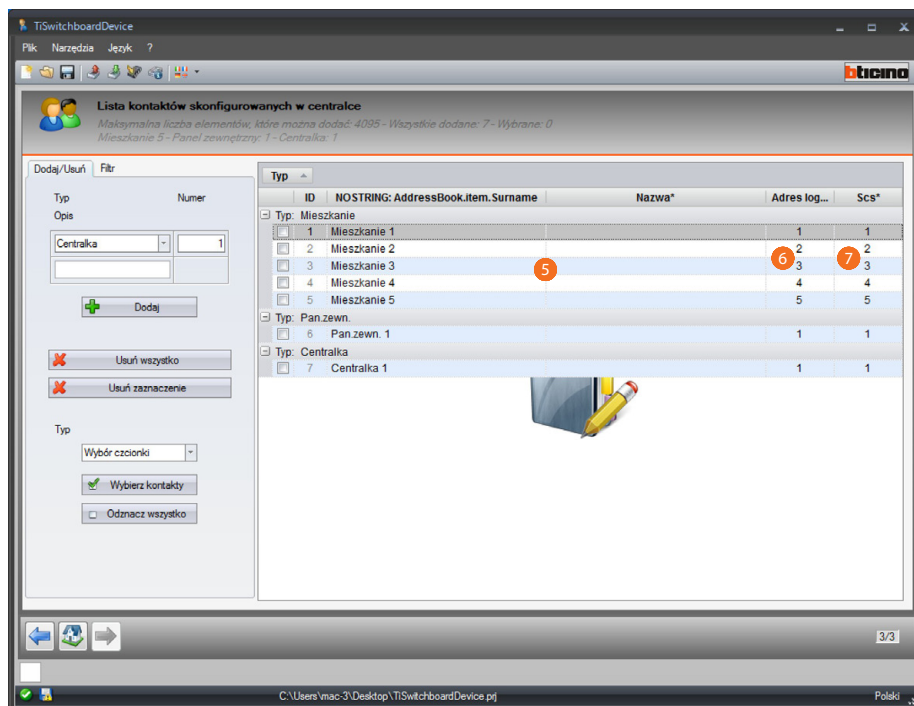 TiSwitchboardDevice
Plik Narzędzia Język ?
bticino
Lista kontaktów skonfigurowanych w centralce
Maksymalna liczba elementów, które można dodać: 4095 - Wszystkie dodane: 7 - Wybrane: 0
Mieszkanie 5 - Panel zewnętrzny: 1 - Centralka: 1
Dodaj/Usuń Filtr
Typ Numer
Opis
Centralka 1
Dodaj
Usuń wszystko
Usuń zaznaczenie
Typ
Wybór czcionki
Wybierz kontakty
Odznacz wszystko
Typ
ID NOSTRING: AddressBook.item.Surname Nazwa* Adres log... Scs*
Typ: Mieszkanie
1 Mieszkanie 1 1 1
2 Mieszkanie 2 2 2
3 Mieszkanie 3 3 3
4 Mieszkanie 4 4 4
5 Mieszkanie 5 5 5
Typ: Pan.zewn.
6 Pan.zewn. 1 1 1
Typ: Centralka
7 Centralka 1 1 1
5
6
7
3/3
C:\Users\mac-3\Desktop\TiSwitchboardDevice.prj Polski